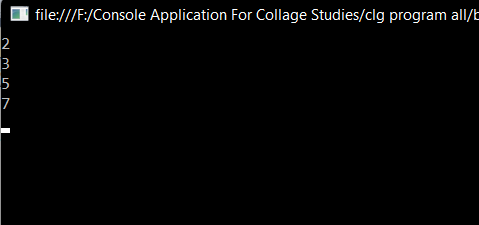 file:///F:/Console Application For Collage Studies/clg program all/b
2
3
5
7